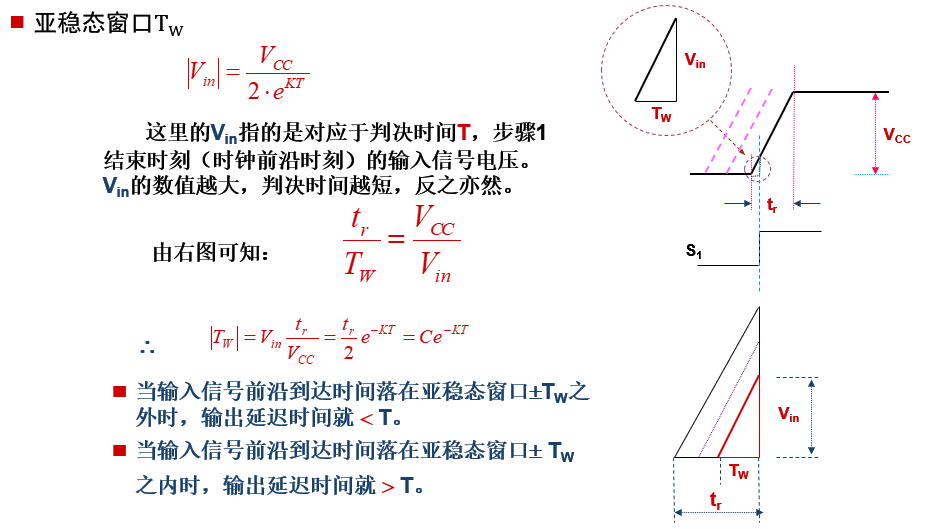 ■ 亚稳态窗口T_W
|V_in| = V_CC / (2·e^{KT})
这里的V_in指的是对应于判决时间T，步骤1
结束时刻（时钟前沿时刻）的输入信号电压。
V_in的数值越大，判决时间越短，反之亦然。
由右图可知：
t_r / T_W = V_CC / V_in
∴ |T_W| = V_in t_r / V_CC = t_r / 2 e^{-KT} = Ce^{-KT}
■ 当输入信号前沿到达时间落在亚稳态窗口±T_W之
外时，输出延迟时间就 < T。
■ 当输入信号前沿到达时间落在亚稳态窗口± T_W
之内时，输出延迟时间就 > T。
V_in
T_W
V_CC
t_r
S_1
V_in
T_W
t_r